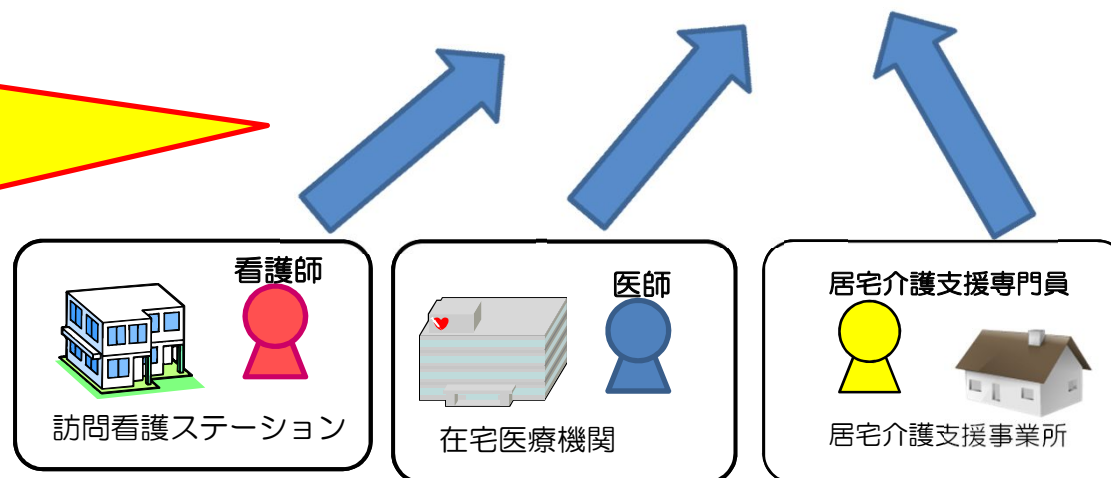 看護師
訪問看護ステーション
医師
在宅医療機関
居宅介護支援専門員
居宅介護支援事業所